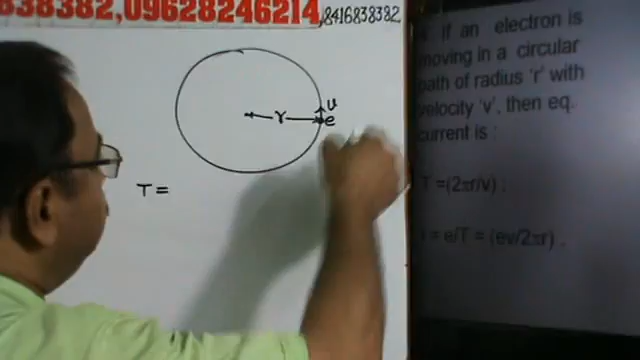 838382,09628246214,8416838382,
v
r
e
T =
if an electron is
moving in a circular
path of radius 'r' with
velocity 'v', then eq.
current is :
T =(2πr/v) ;
i = e/T = (ev/2πr) .